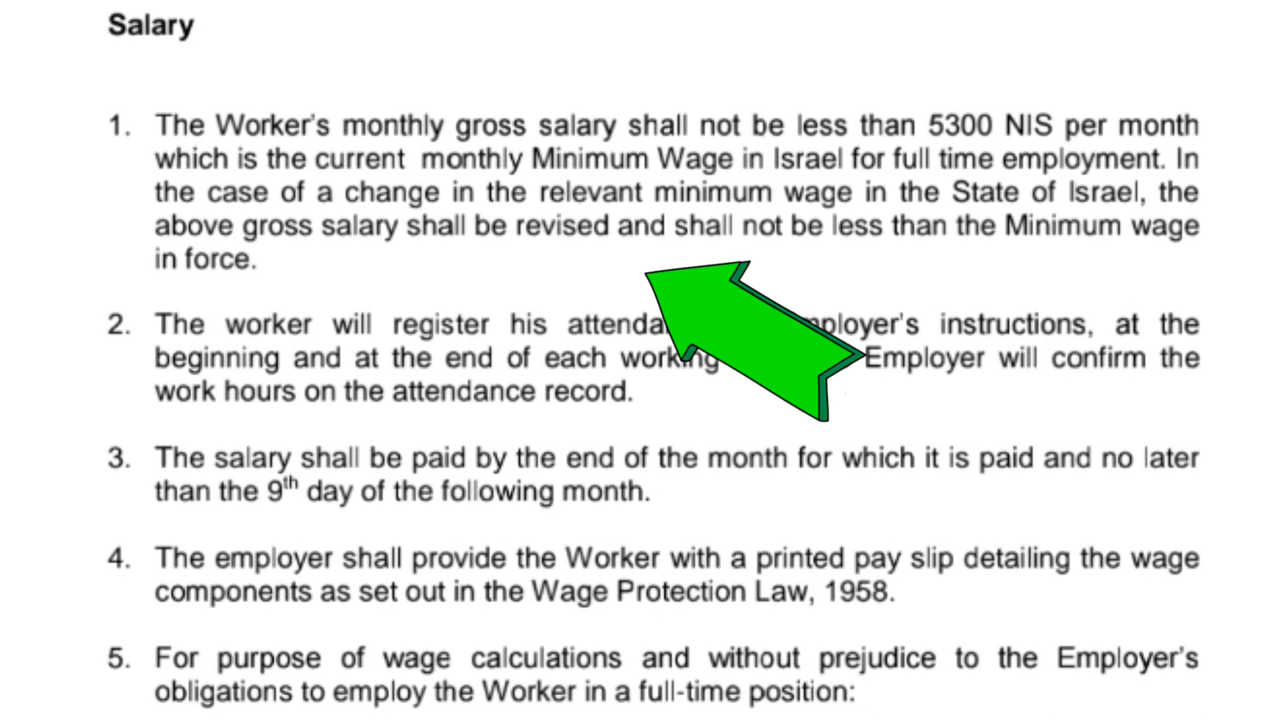 Salary
1. The Worker's monthly gross salary shall not be less than 5300 NIS per month
which is the current monthly Minimum Wage in Israel for full time employment. In
the case of a change in the relevant minimum wage in the State of Israel, the
above gross salary shall be revised and shall not be less than the Minimum wage
in force.
2. The worker will register his instructions, at the
beginning and at the end of each Employer will confirm the
work hours on the attendance record.
3. The salary shall be paid by the end of the month for which it is paid and no later
than the 9th day of the following month.
4. The employer shall provide the Worker with a printed pay slip detailing the wage
components as set out in the Wage Protection Law, 1958.
5. For purpose of wage calculations and without prejudice to the Employer's
obligations to employ the Worker in a full-time position: